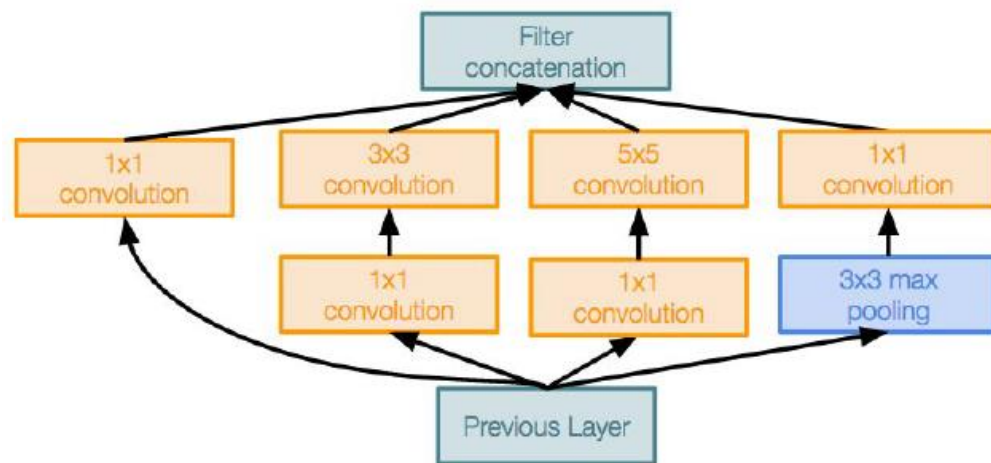 Filter
concatenation
1x1
convolution
3x3
convolution
5x5
convolution
1x1
convolution
1x1
convolution
1x1
convolution
3x3 max
pooling
Previous Layer